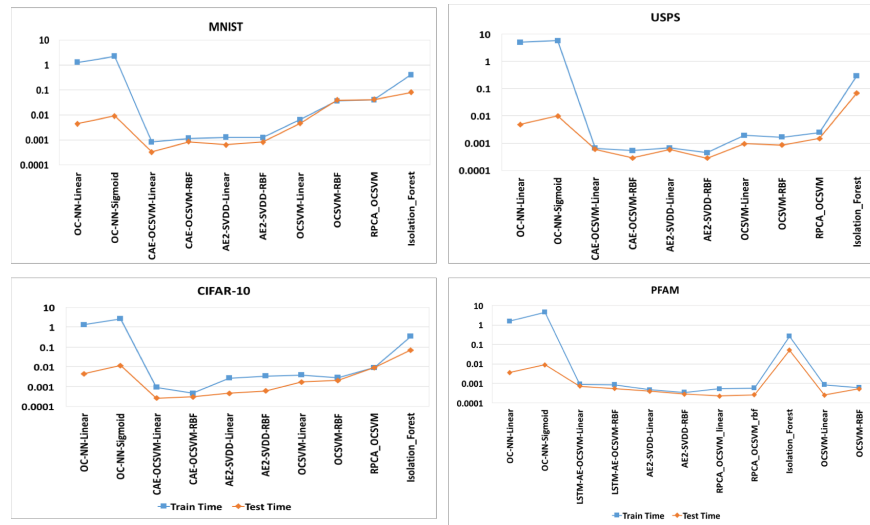 MNIST
10
1
0.1
0.01
0.001
0.0001
OC-NN-Linear
OC-NN-Sigmoid
CAE-OCSVM-Linear
CAE-OCSVM-RBF
AE2-SVDD-Linear
AE2-SVDD-RBF
OCSVM-Linear
OCSVM-RBF
RPCA_OCSVM
Isolation_Forest
USPS
10
1
0.1
0.01
0.001
0.0001
OC-NN-Linear
OC-NN-Sigmoid
CAE-OCSVM-Linear
CAE-OCSVM-RBF
AE2-SVDD-Linear
AE2-SVDD-RBF
OCSVM-Linear
OCSVM-RBF
RPCA_OCSVM
Isolation_Forest
CIFAR-10
10
1
0.1
0.01
0.001
0.0001
OC-NN-Linear
OC-NN-Sigmoid
CAE-OCSVM-Linear
CAE-OCSVM-RBF
AE2-SVDD-Linear
AE2-SVDD-RBF
OCSVM-Linear
OCSVM-RBF
RPCA_OCSVM
Isolation_Forest
Train Time Test Time
PFAM
10
1
0.1
0.01
0.001
0.0001
OC-NN-Linear
OC-NN-Sigmoid
LSTM-AE-OCSVM-Linear
LSTM-AE-OCSVM-RBF
AE2-SVDD-Linear
AE2-SVDD-RBF
RPCA_OCSVM_linear
RPCA_OCSVM_rbf
Isolation_Forest
OCSVM-Linear
OCSVM-RBF
Train Time Test Time